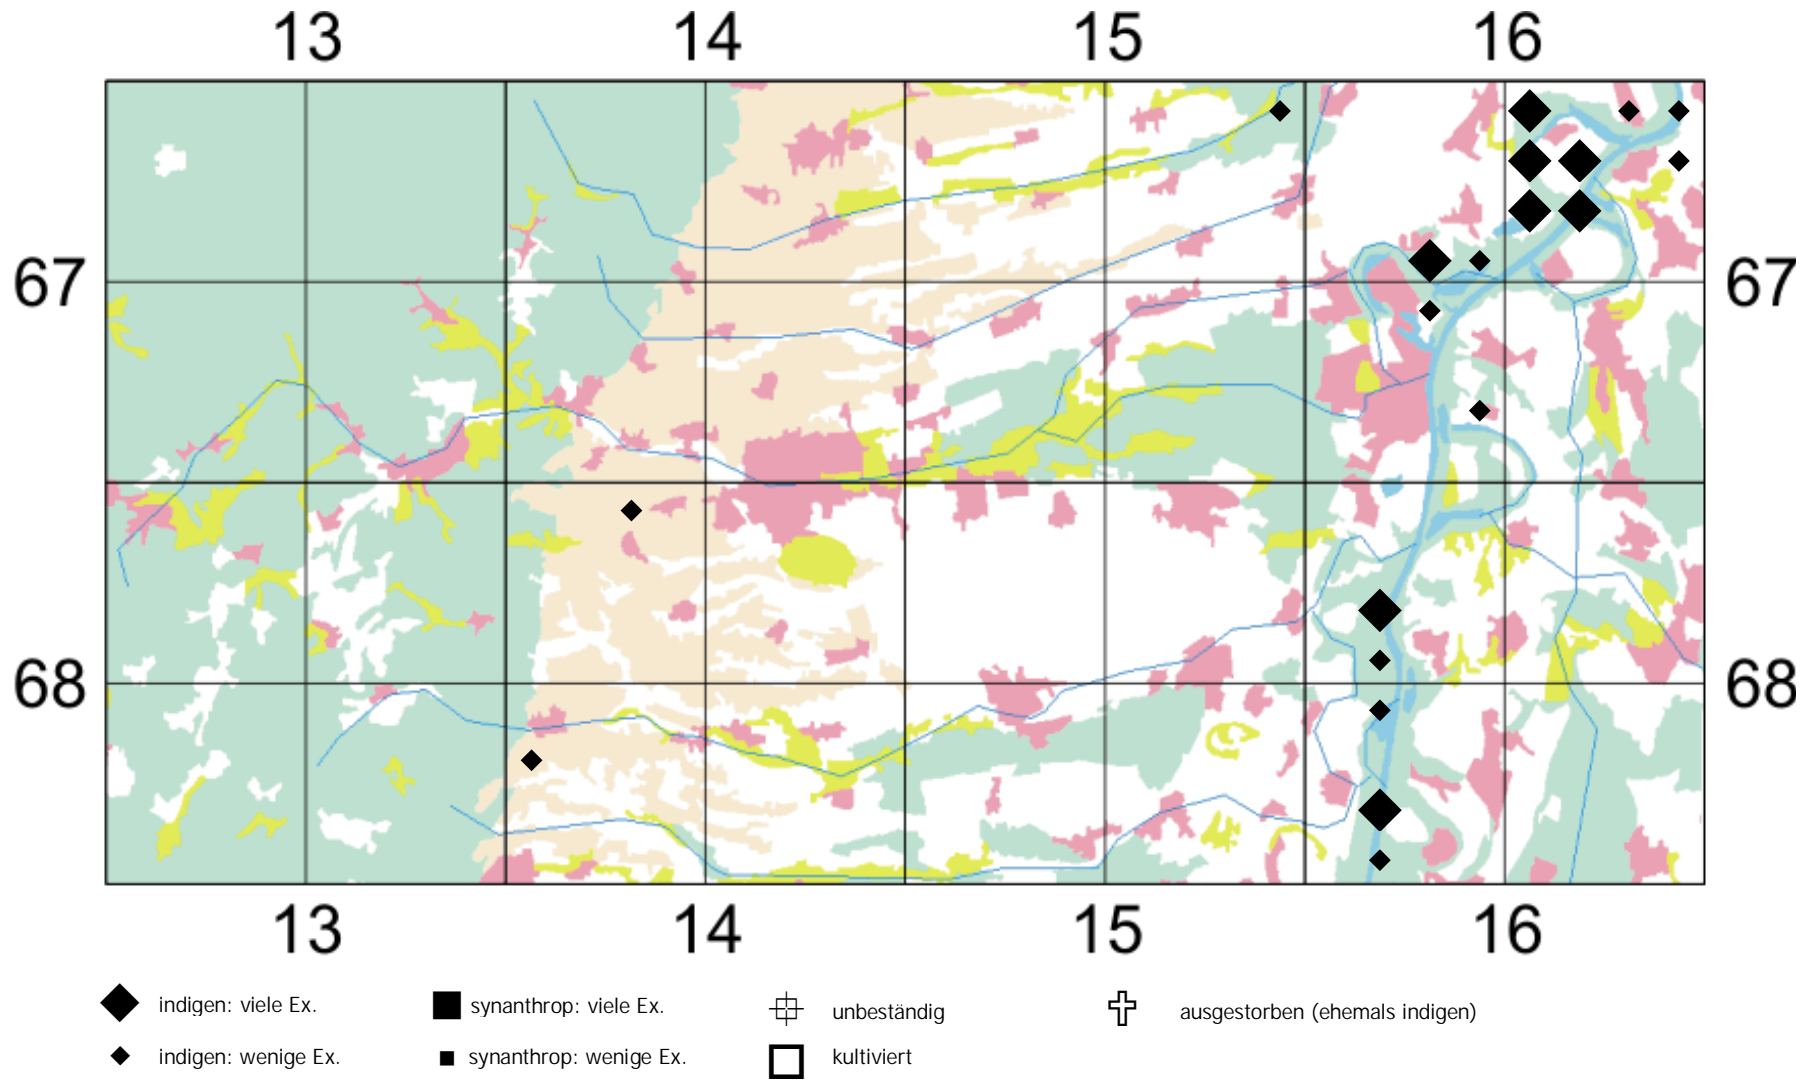 13 14 15 16
67 67
68 68
13 14 15 16
indigen: viele Ex. synanthrop: viele Ex. unbeständig ausgestorben (ehemals indigen)
indigen: wenige Ex. synanthrop: wenige Ex. kultiviert